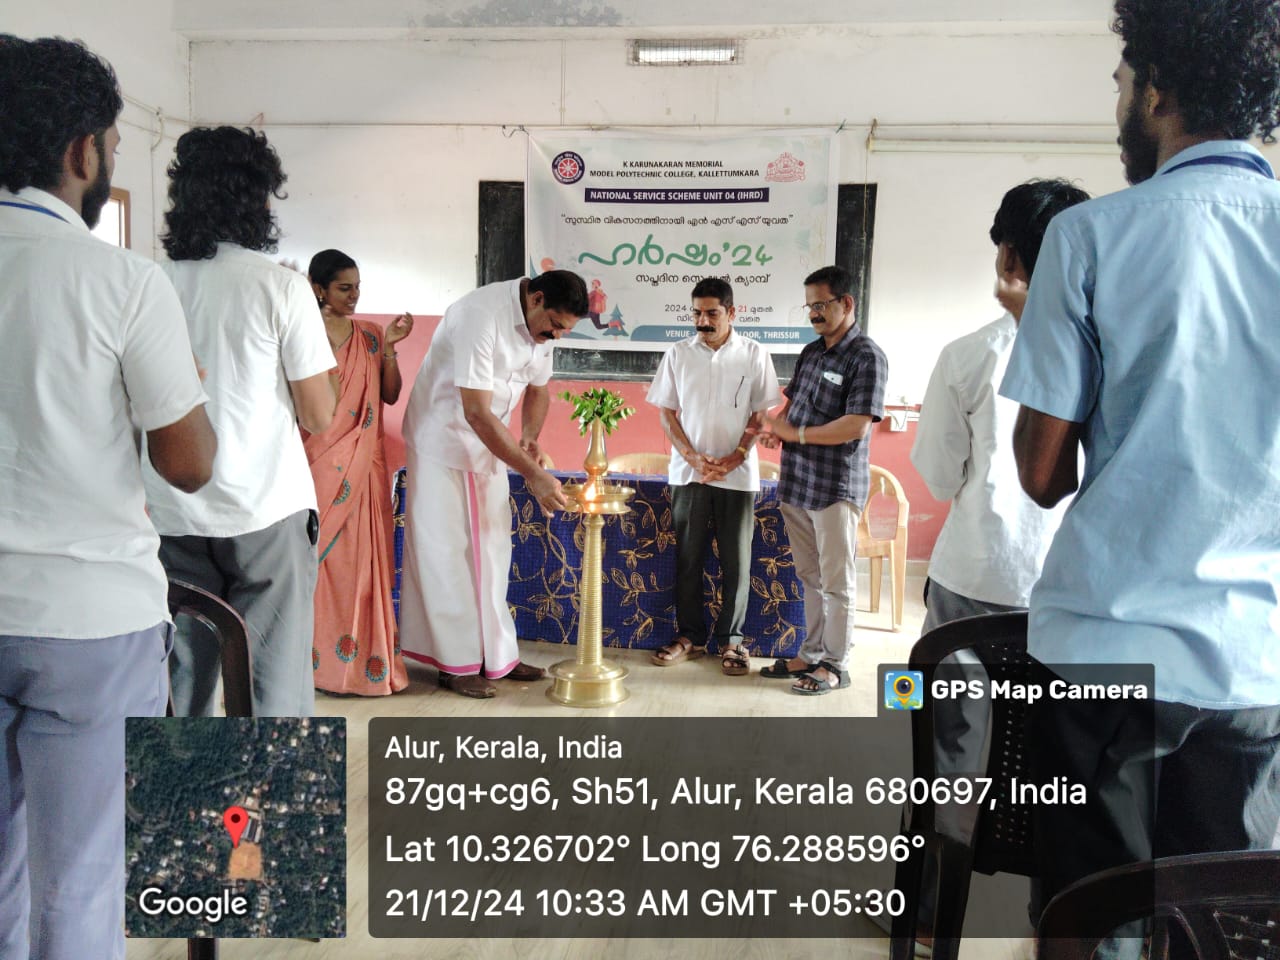 K KARUNAKARAN MEMORIAL
MODEL POLYTECHNIC COLLEGE, KALLETTUMKARA
NATIONAL SERVICE SCHEME UNIT 04 (IHRD)
"സുസ്ഥിര വികസനത്തിനായി എൻ എസ് എസ് യുവത"
ഹർഷം'24
സപ്തദിന ക്യാമ്പ്
2024 21 മുതൽ
വരെ
VENUE : THRISSUR
GPS Map Camera
Alur, Kerala, India
87gq+cg6, Sh51, Alur, Kerala 680697, India
Lat 10.326702° Long 76.288596°
21/12/24 10:33 AM GMT +05:30
Google